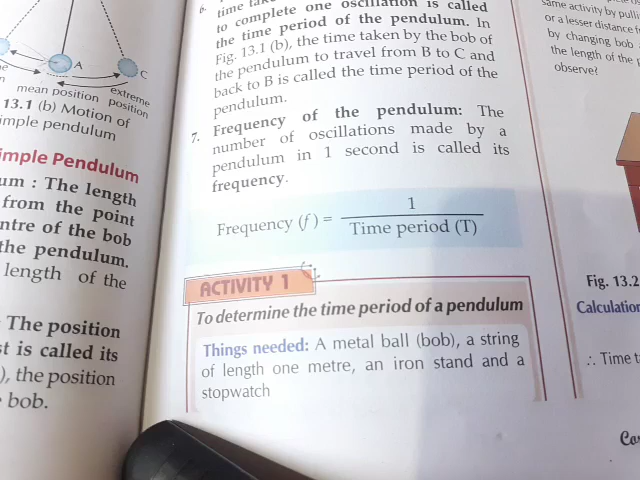 A
C
mean position
extreme
position
13.1 (b) Motion of
imple pendulum
imple Pendulum
um : The length
from the point
ntre of the bob
the pendulum.
length of the
The position
st is called its
), the position
bob.
6.
to complete one oscillation is called
the time period of the pendulum. In
Fig. 13.1 (b), the time taken by the bob of
the pendulum to travel from B to C and
back to B is called the time period of the
pendulum.
7. Frequency of the pendulum: The
number of oscillations made by a
pendulum in 1 second is called its
frequency.
Frequency (f) = 1
Time period (T)
ACTIVITY 1
To determine the time period of a pendulum
Things needed: A metal ball (bob), a string
of length one metre, an iron stand and a
stopwatch
same activity by pulli
or a lesser distance f
by changing bob
the length of the p
observe?
Fig. 13.2
Calculation
∴ Time t